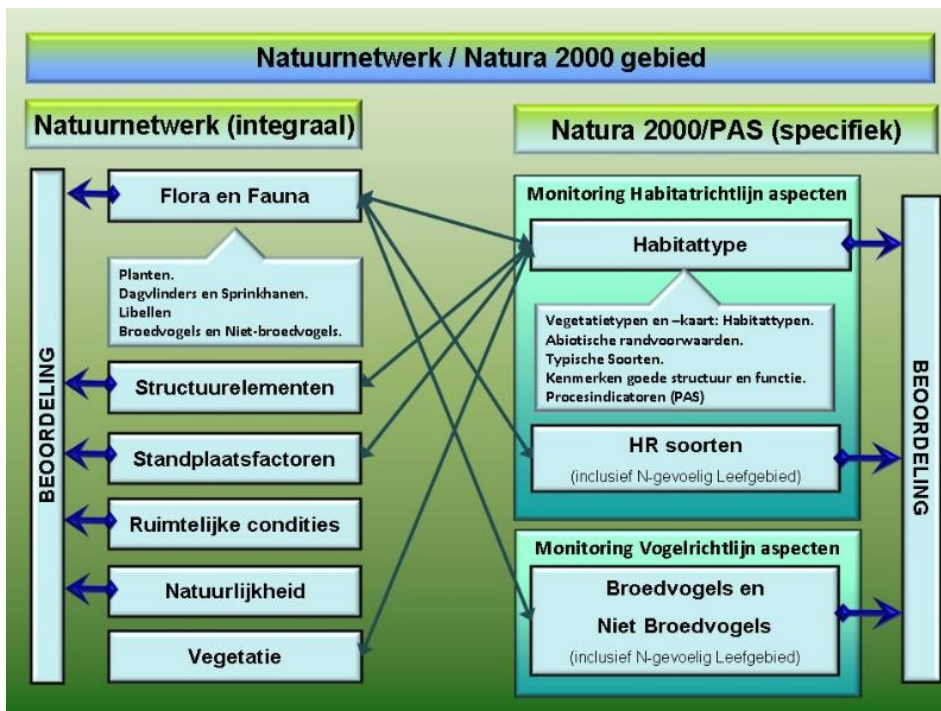 Natuurnetwerk / Natura 2000 gebied
Natuurnetwerk (integraal)
BEOORDELING
Flora en Fauna
Planten.
Dagvlinders en Sprinkhanen.
Libellen
Broedvogels en Niet-broedvogels.
Structuurelementen
Standplaatsfactoren
Ruimtelijke condities
Natuurlijkheid
Vegetatie
Natura 2000/PAS (specifiek)
Monitoring Habitatrichtlijn aspecten
Habitattype
Vegetatietypen en –kaart: Habitattypen.
Abiotische randvoorwaarden.
Typische Soorten.
Kenmerken goede structuur en functie.
Procesindicatoren (PAS)
HR soorten
(inclusief N-gevoelig Leefgebied)
Monitoring Vogelrichtlijn aspecten
Broedvogels en
Niet Broedvogels
(inclusief N-gevoelig Leefgebied)
BEOORDELING